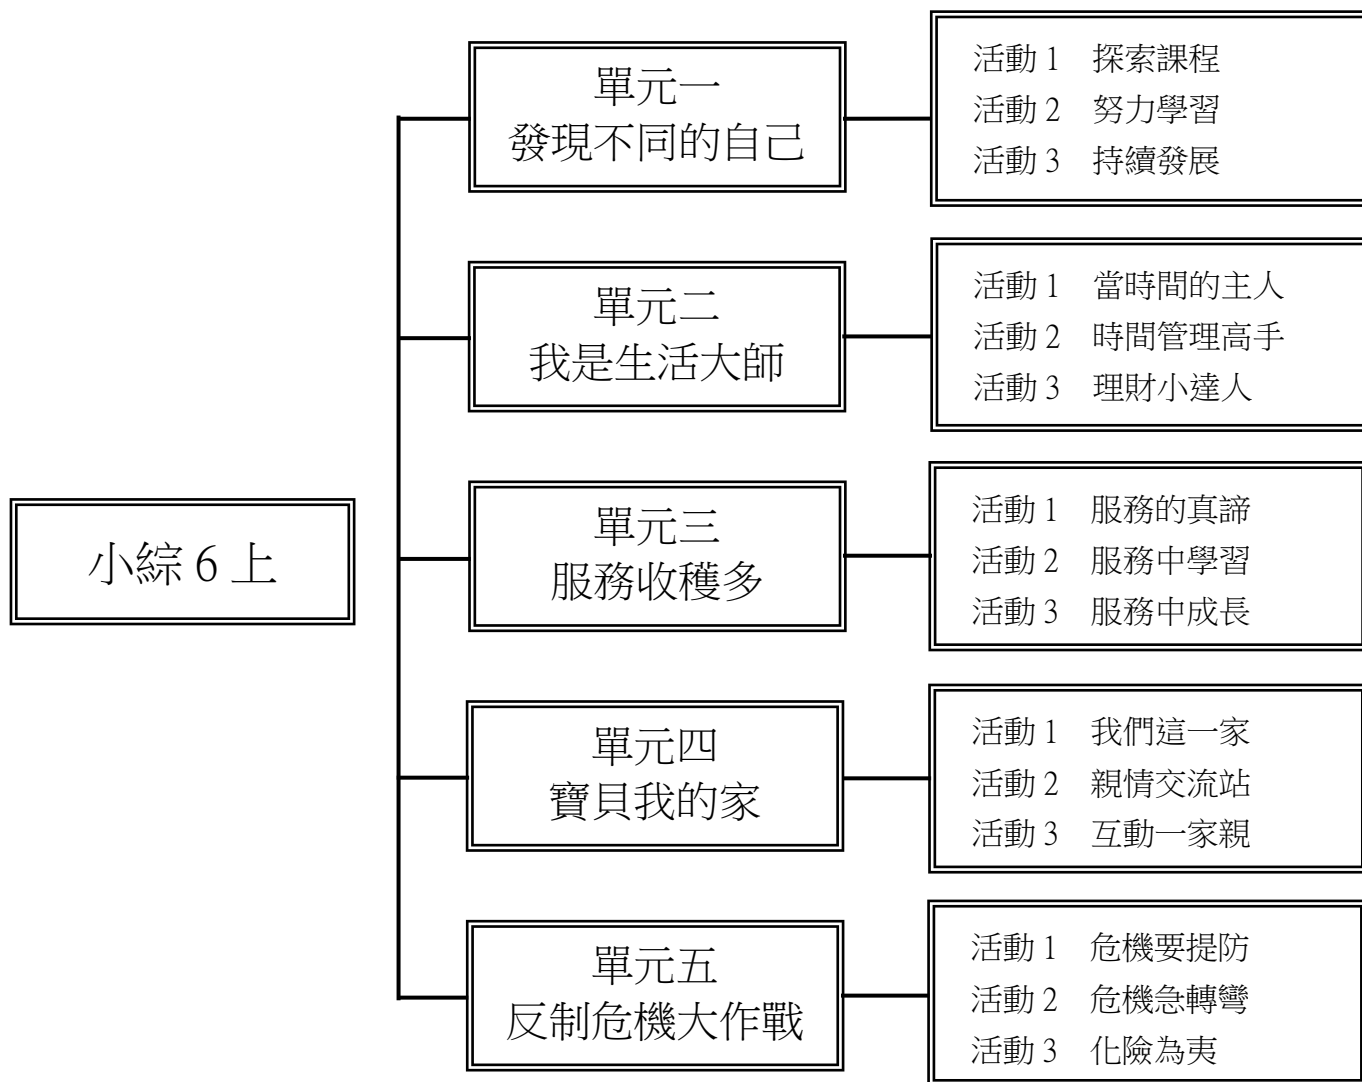 小綜 6 上
單元一
發現不同的自己
活動 1 探索課程
活動 2 努力學習
活動 3 持續發展
單元二
我是生活大師
活動 1 當時間的主人
活動 2 時間管理高手
活動 3 理財小達人
單元三
服務收穫多
活動 1 服務的真諦
活動 2 服務中學習
活動 3 服務中成長
單元四
寶貝我的家
活動 1 我們這一家
活動 2 親情交流站
活動 3 互動一家親
單元五
反制危機大作戰
活動 1 危機要提防
活動 2 危機急轉彎
活動 3 化險為夷